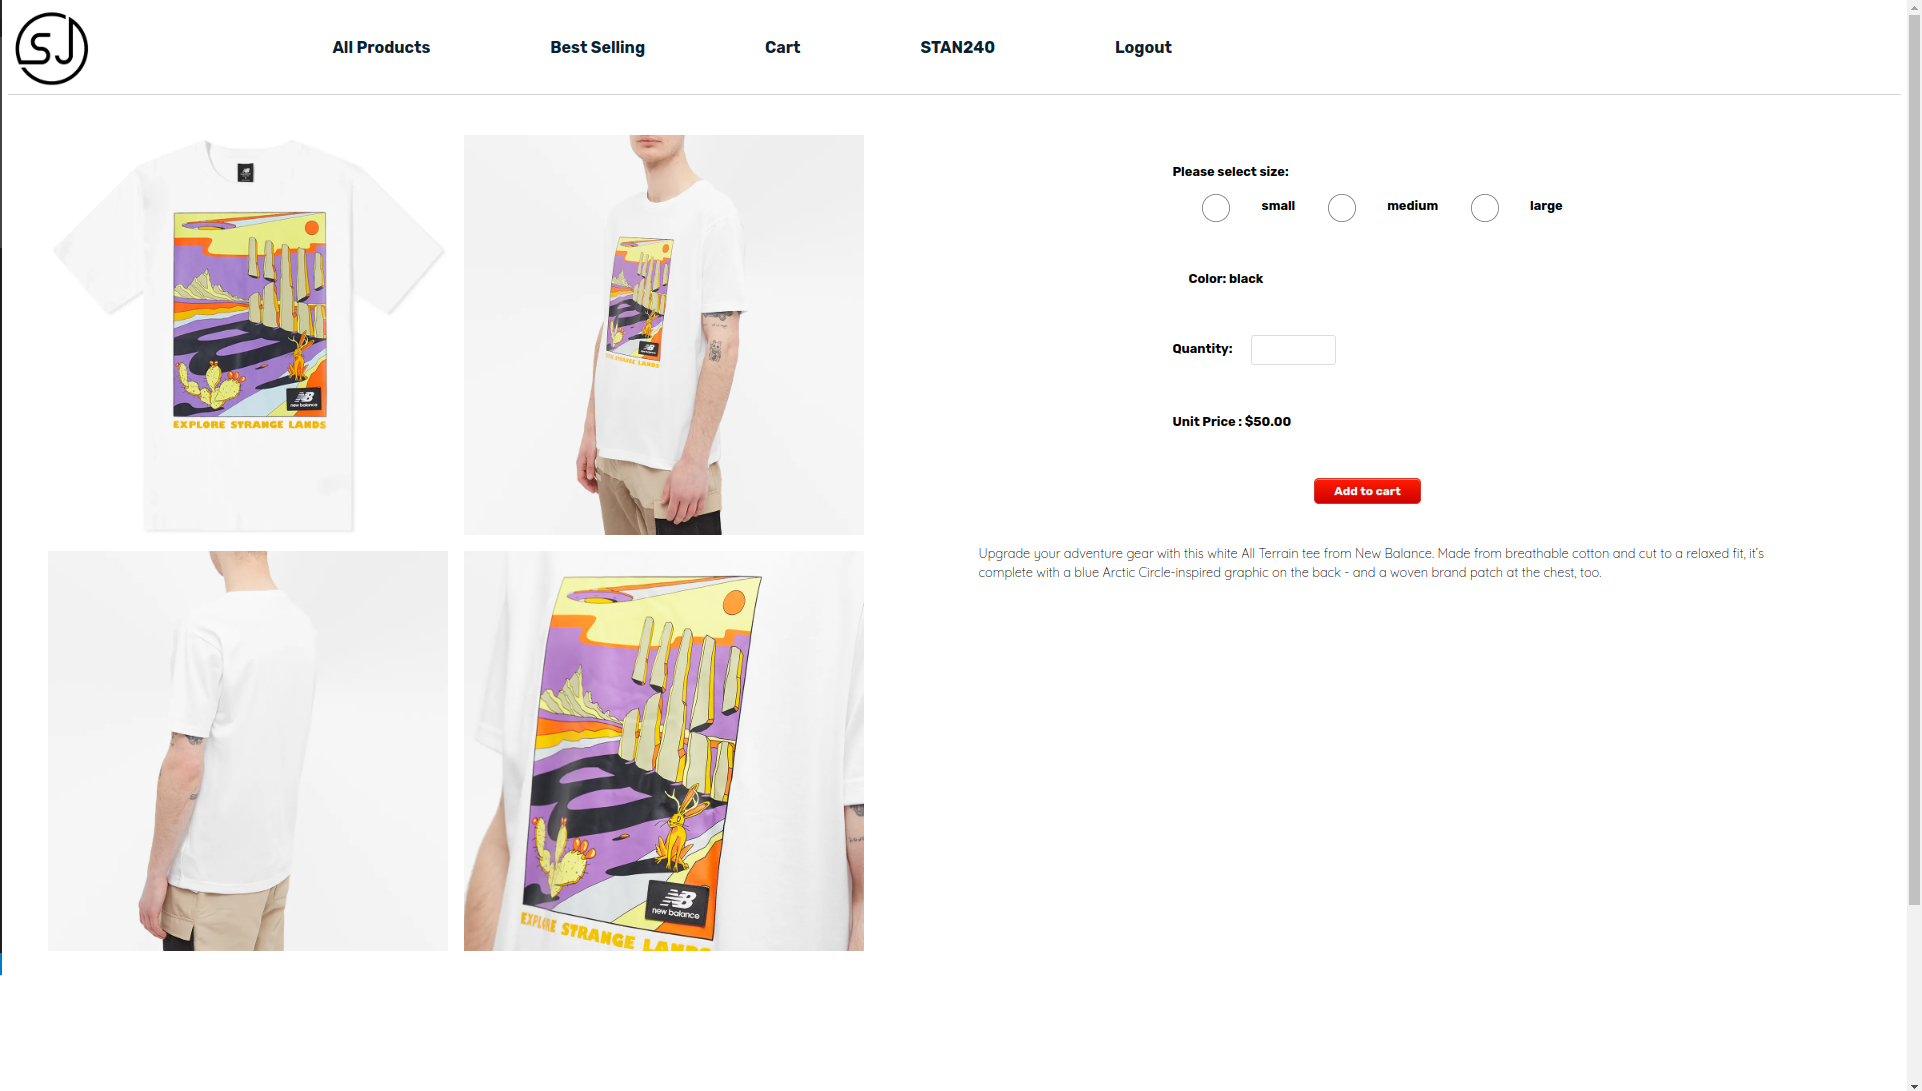 SJ
All Products
Best Selling
Cart
STAN240
Logout
EXPLORE STRANGE LANDS
new balance
Please select size:
small
medium
large
Color: black
Quantity:
Unit Price : $50.00
Add to cart
Upgrade your adventure gear with this white All Terrain tee from New Balance. Made from breathable cotton and cut to a relaxed fit, it's
complete with a blue Arctic Circle-inspired graphic on the back - and a woven brand patch at the chest, too.
NB
new balance
EXPLORE STRANGE LANDS